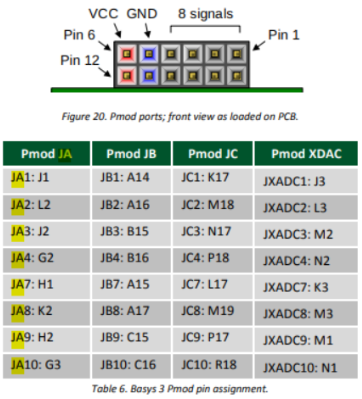 VCC GND 8 signals
Pin 6 Pin 1
Pin 12
Figure 20. Pmod ports; front view as loaded on PCB.
Pmod JA Pmod JB Pmod JC Pmod XDAC
JA1: J1 JB1: A14 JC1: K17 JXADC1: J3
JA2: L2 JB2: A16 JC2: M18 JXADC2: L3
JA3: J2 JB3: B15 JC3: N17 JXADC3: M2
JA4: G2 JB4: B16 JC4: P18 JXADC4: N2
JA7: H1 JB7: A15 JC7: L17 JXADC7: K3
JA8: K2 JB8: A17 JC8: M19 JXADC8: M3
JA9: H2 JB9: C15 JC9: P17 JXADC9: M1
JA10: G3 JB10: C16 JC10: R18 JXADC10: N1
Table 6. Basys 3 Pmod pin assignment.